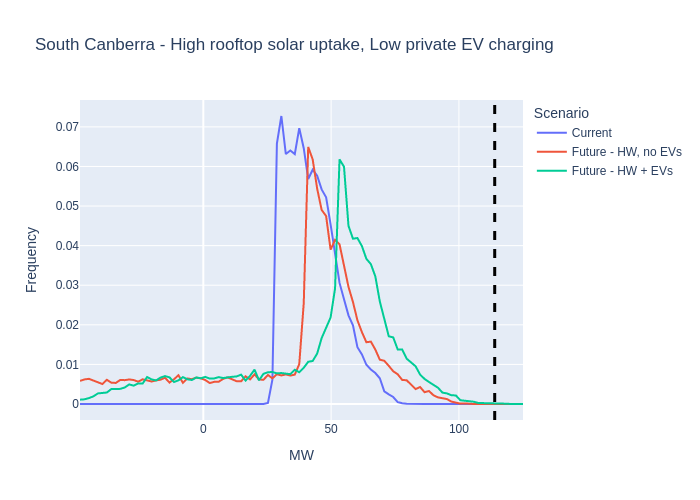 South Canberra - High rooftop solar uptake, Low private EV charging
Scenario
Current
Future - HW, no EVs
Future - HW + EVs
Frequency
0.07
0.06
0.05
0.04
0.03
0.02
0.01
0
0 50 100
MW